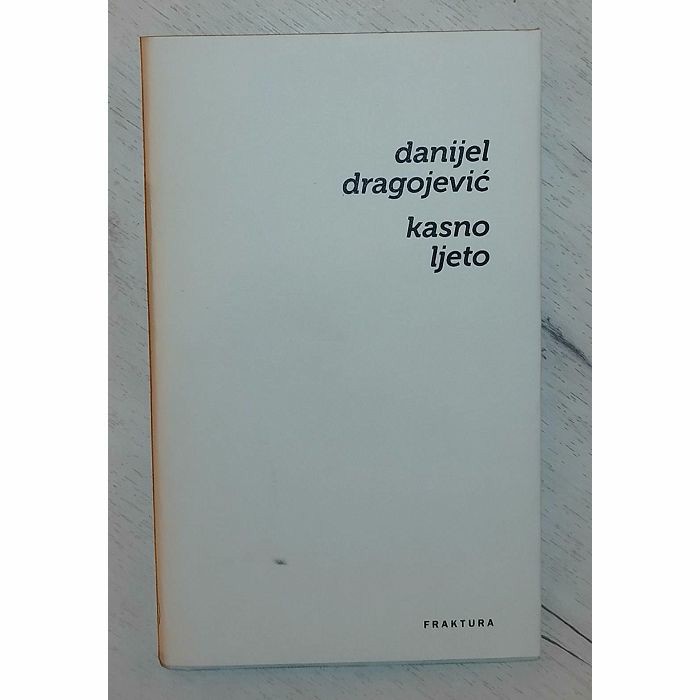 danijel
dragojević
kasno
ljeto
FRAKTURA